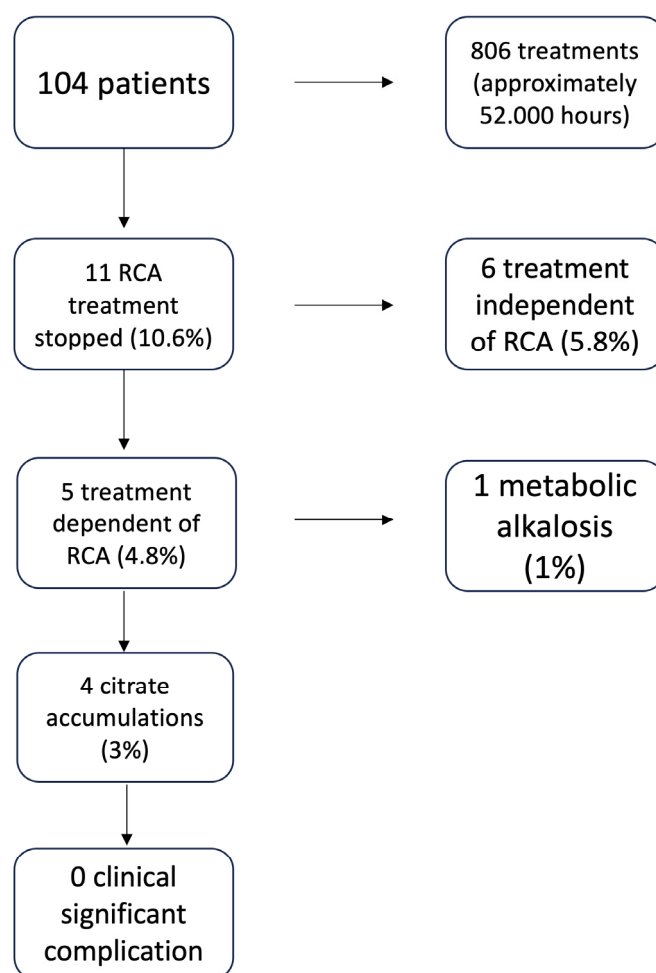 104 patients
806 treatments
(approximately
52.000 hours)
11 RCA
treatment
stopped (10.6%)
6 treatment
independent
of RCA (5.8%)
5 treatment
dependent of
RCA (4.8%)
1 metabolic
alkalosis
(1%)
4 citrate
accumulations
(3%)
0 clinical
significant
complication